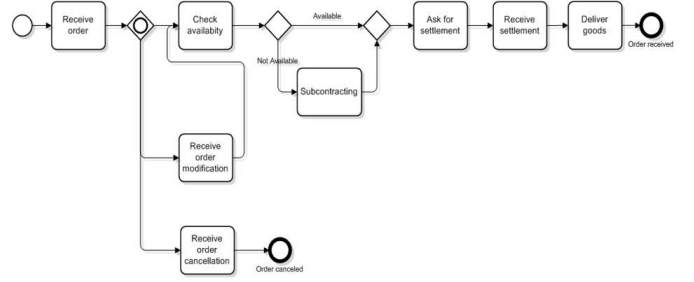 Receive
order
Check
availabity
Available
Not Available
Subcontracting
Ask for
settlement
Receive
settlement
Deliver
goods
Order received
Receive
order
modification
Receive
order
cancellation
Order canceled